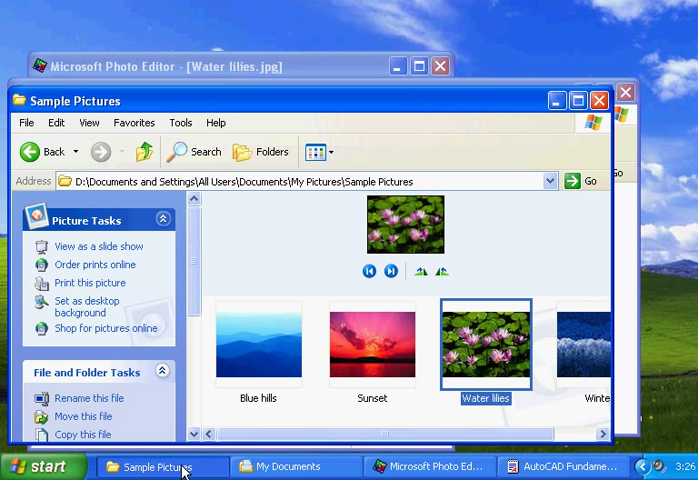 Microsoft Photo Editor - [Water lilies.jpg]
Sample Pictures
File Edit View Favorites Tools Help
Back Search Folders
Address D:\Documents and Settings\All Users\Documents\My Pictures\Sample Pictures Go
Picture Tasks
View as a slide show
Order prints online
Print this picture
Set as desktop
background
Shop for pictures online
Blue hills Sunset Water lilies Winte
File and Folder Tasks
Rename this file
Move this file
Copy this file
start Sample Pictures My Documents Microsoft Photo Ed... AutoCAD Fundame... 3:26